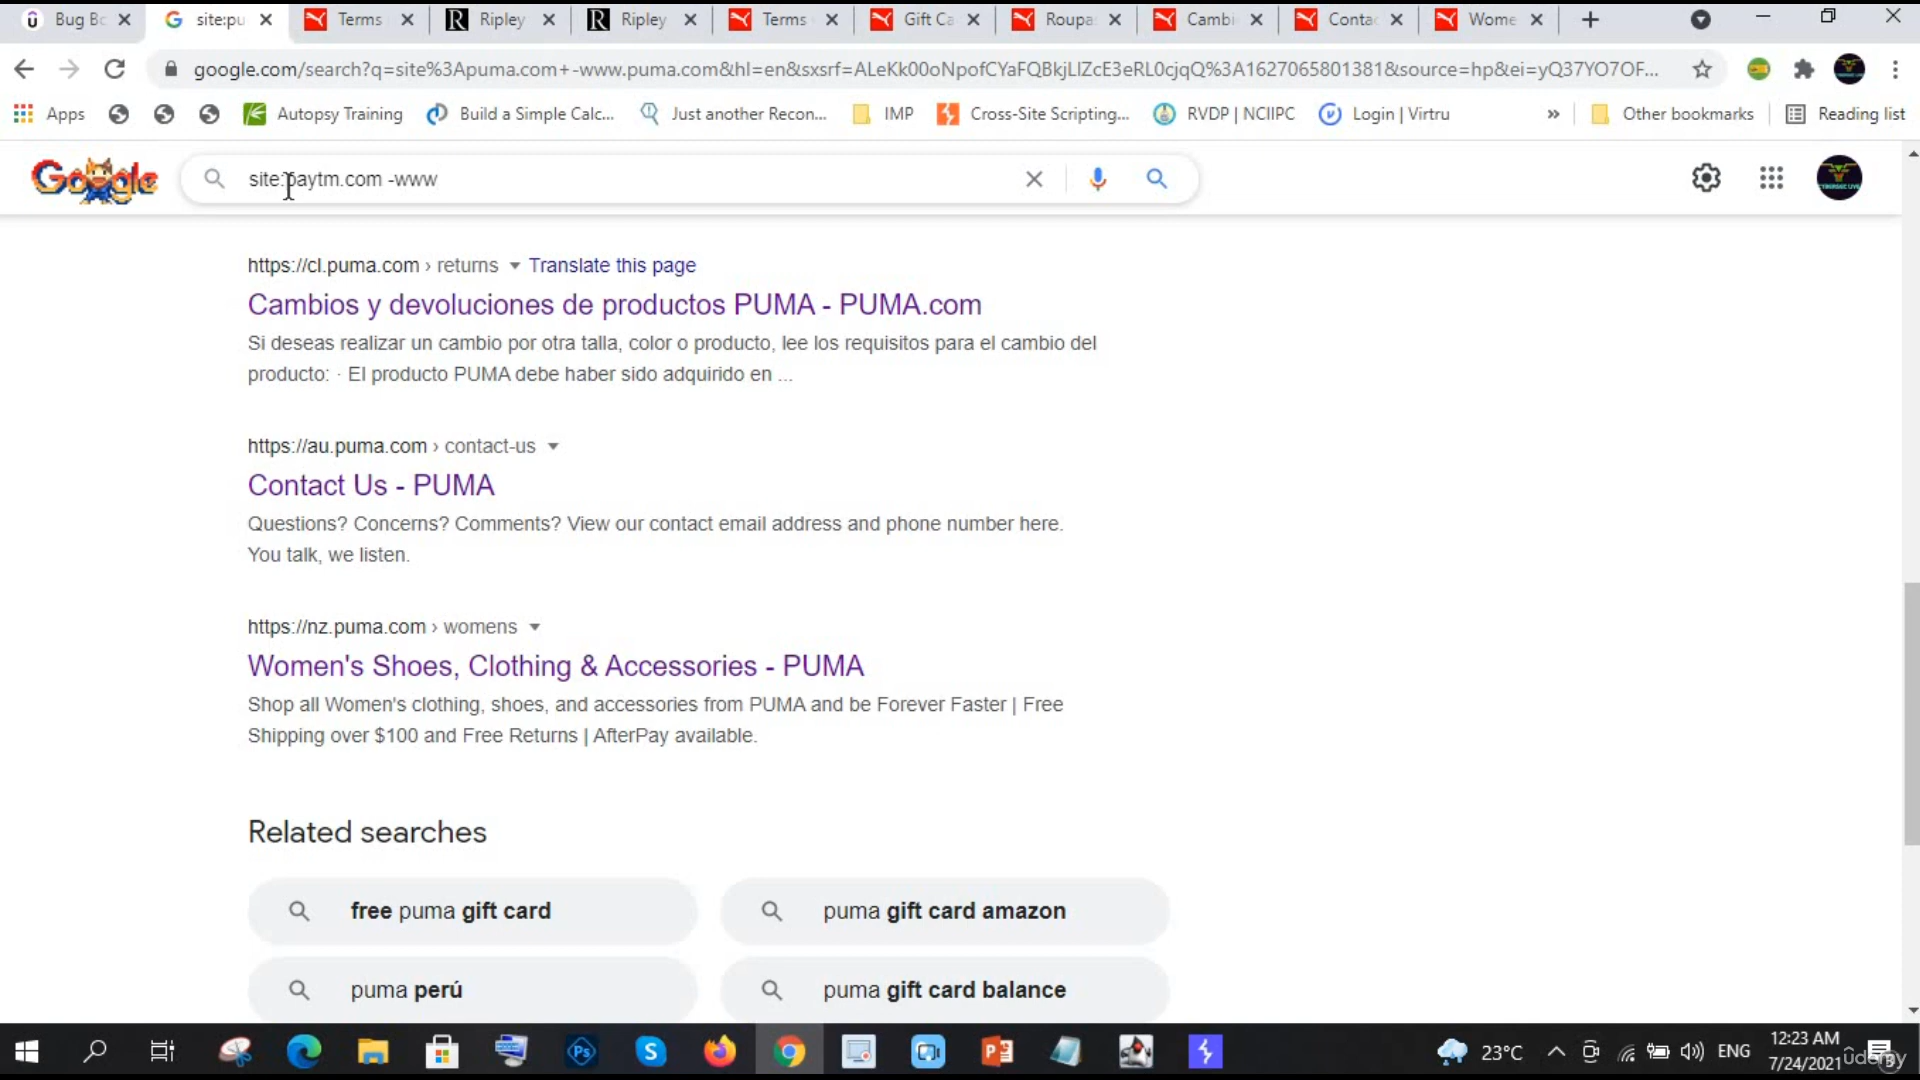 Bug Bo
site:pu
Terms
Ripley
Ripley
Terms
Gift Ca
Roupa
Cambi
Conta
Wome
google.com/search?q=site%3Apuma.com+-www.puma.com&hl=en&sxsrf=ALeKk00oNpofCYaFQBkjLlZcE3eRL0cjqQ%3A1627065801381&source=hp&ei=yQ37YO7OF...
Apps
Autopsy Training
Build a Simple Calc...
Just another Recon...
IMP
Cross-Site Scripting...
RVDP | NCIIPC
Login | Virtru
»
Other bookmarks
Reading list
Google
site:paytm.com -www
https://cl.puma.com › returns
Translate this page
Cambios y devoluciones de productos PUMA - PUMA.com
Si deseas realizar un cambio por otra talla, color o producto, lee los requisitos para el cambio del
producto: · El producto PUMA debe haber sido adquirido en ...
https://au.puma.com › contact-us
Contact Us - PUMA
Questions? Concerns? Comments? View our contact email address and phone number here.
You talk, we listen.
https://nz.puma.com › womens
Women's Shoes, Clothing & Accessories - PUMA
Shop all Women's clothing, shoes, and accessories from PUMA and be Forever Faster | Free
Shipping over $100 and Free Returns | AfterPay available.
Related searches
free puma gift card
puma gift card amazon
puma perú
puma gift card balance
23°C
ENG
12:23 AM
7/24/2021
udemy